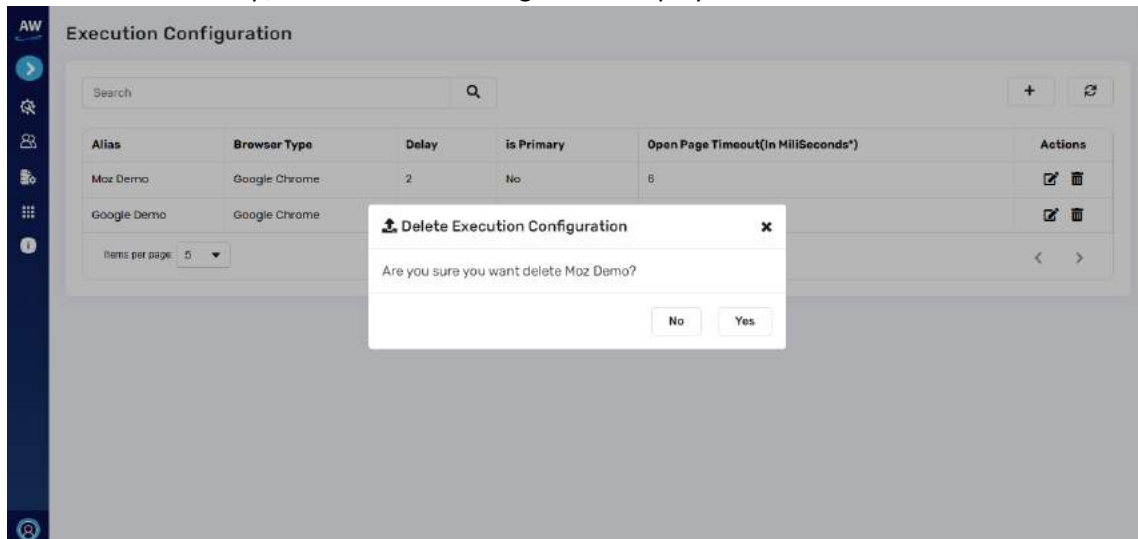 AW
Execution Configuration
Search
Alias Browser Type Delay is Primary Open Page Timeout(In MiliSeconds*) Actions
Moz Demo Google Chrome 2 No 6
Google Demo Google Chrome
Delete Execution Configuration
Items per page: 5
Are you sure you want delete Moz Demo?
No Yes